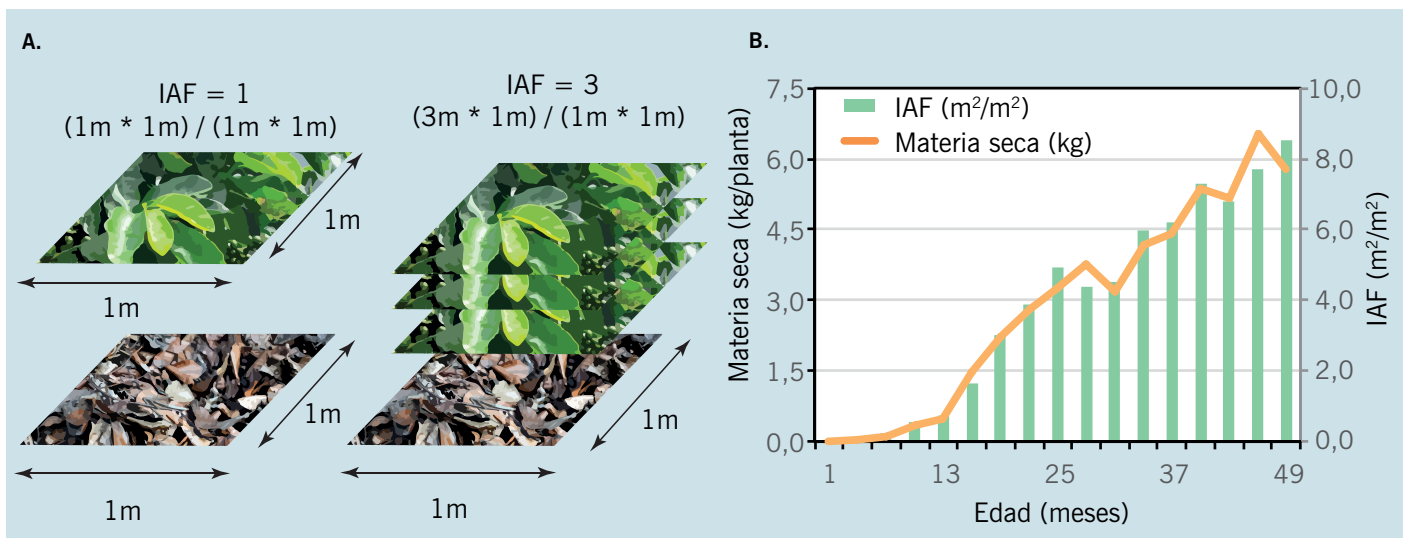 A.
IAF = 1
(1m * 1m) / (1m * 1m)
1m
1m
1m
1m
IAF = 3
(3m * 1m) / (1m * 1m)
1m
1m
B.
Materia seca (kg/planta)
7,5
6,0
4,5
3,0
1,5
0,0
IAF (m²/m²)
Materia seca (kg)
10,0
8,0
6,0
4,0
2,0
0,0
IAF (m²/m²)
1 13 25 37 49
Edad (meses)